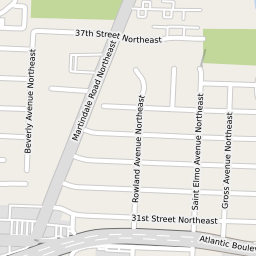 37th Street Northeast
Martindale Road Northeast
Beverly Avenue Northeast
Rowland Avenue Northeast
Saint Elmo Avenue Northeast
Gross Avenue Northeast
31st Street Northeast
Atlantic Boule